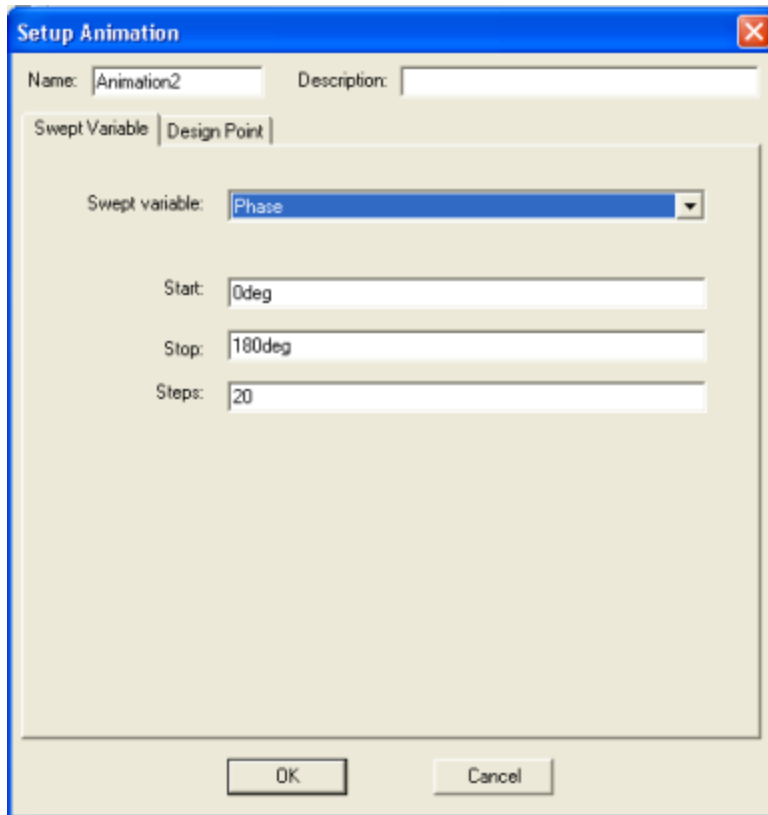 Setup Animation
Name: Animation2 Description:
Swept Variable Design Point
Swept variable: Phase
Start: 0deg
Stop: 180deg
Steps: 20
OK Cancel